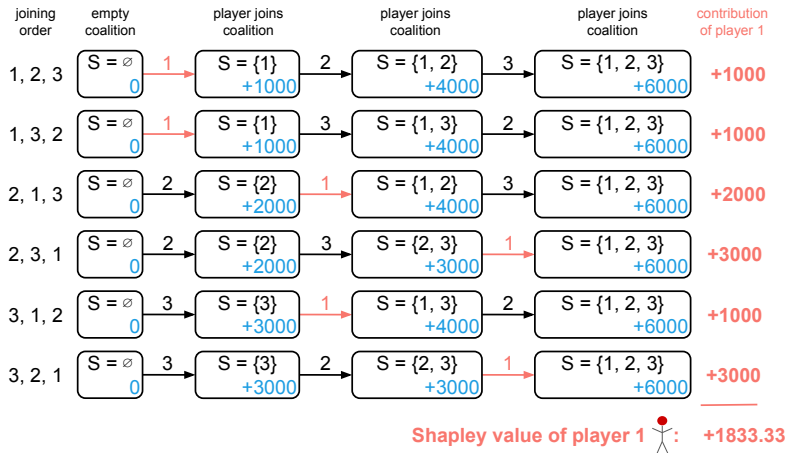 joining order empty coalition player joins coalition player joins coalition player joins coalition contribution of player 1
1, 2, 3 S = ∅ 0 1 S = {1} +1000 2 S = {1, 2} +4000 3 S = {1, 2, 3} +6000 +1000
1, 3, 2 S = ∅ 0 1 S = {1} +1000 3 S = {1, 3} +4000 2 S = {1, 2, 3} +6000 +1000
2, 1, 3 S = ∅ 0 2 S = {2} +2000 1 S = {1, 2} +4000 3 S = {1, 2, 3} +6000 +2000
2, 3, 1 S = ∅ 0 2 S = {2} +2000 3 S = {2, 3} +3000 1 S = {1, 2, 3} +6000 +3000
3, 1, 2 S = ∅ 0 3 S = {3} +3000 1 S = {1, 3} +4000 2 S = {1, 2, 3} +6000 +1000
3, 2, 1 S = ∅ 0 3 S = {3} +3000 2 S = {2, 3} +3000 1 S = {1, 2, 3} +6000 +3000
Shapley value of player 1 : +1833.33